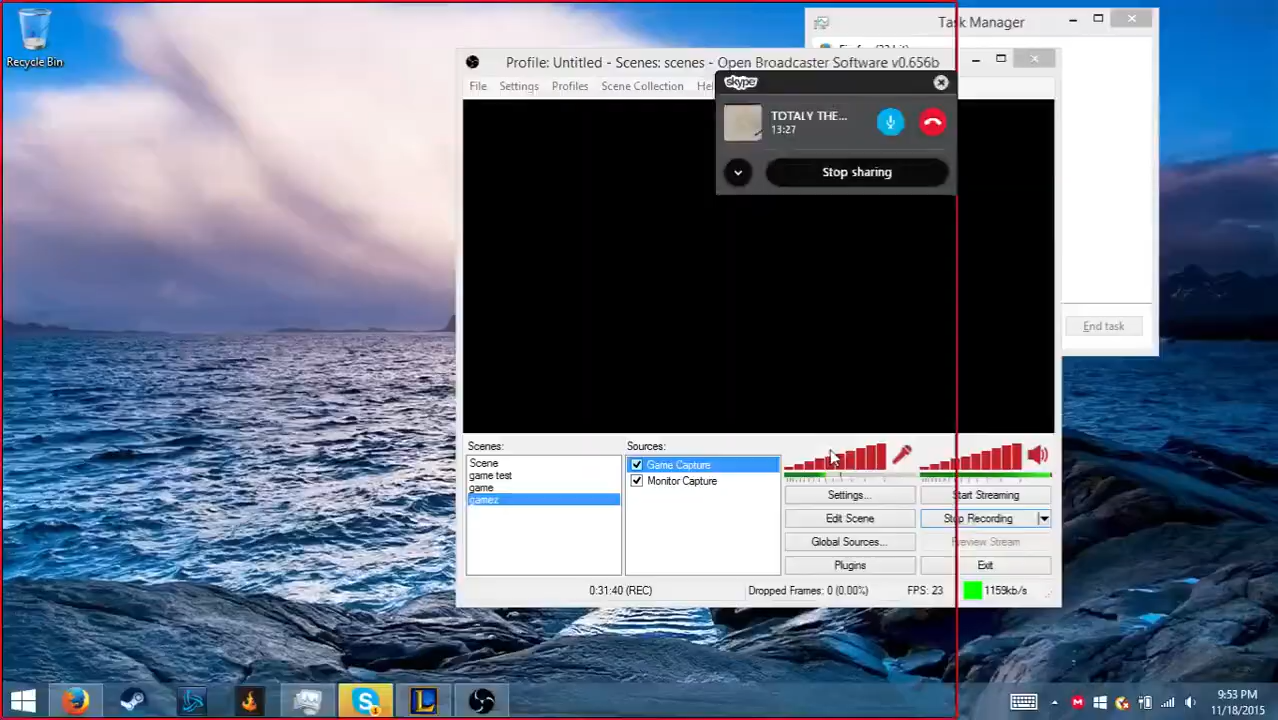 Recycle Bin
Task Manager
Profile: Untitled - Scenes: scenes - Open Broadcaster Software v0.656b
File Settings Profiles Scene Collection Hel
skype
TOTALY THE...
13:27
Stop sharing
End task
Scenes:
Scene
game test
game
gamez
Sources:
Game Capture
Monitor Capture
Settings...
Start Streaming
Edit Scene
Stop Recording
Global Sources...
Preview Stream
Plugins
Exit
0:31:40 (REC)
Dropped Frames: 0 (0.00%)
FPS: 23
1159kb/s
9:53 PM
11/18/2015